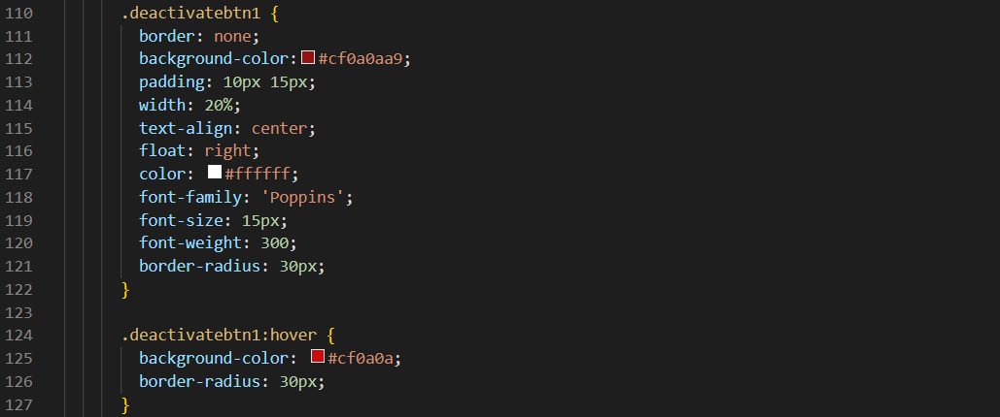 110 .deactivatebtn1 {
111 border: none;
112 background-color:#cf0a0aa9;
113 padding: 10px 15px;
114 width: 20%;
115 text-align: center;
116 float: right;
117 color: #ffffff;
118 font-family: 'Poppins';
119 font-size: 15px;
120 font-weight: 300;
121 border-radius: 30px;
122 }
123
124 .deactivatebtn1:hover {
125 background-color: #cf0a0a;
126 border-radius: 30px;
127 }